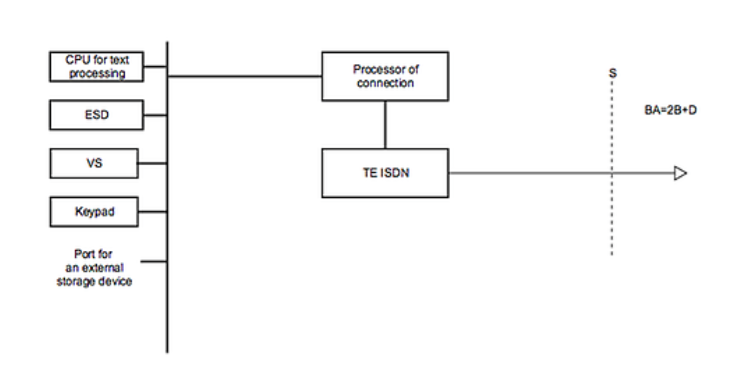 CPU for text
processing
ESD
VS
Keypad
Port for
an external
storage device
Processor of
connection
TE ISDN
S
BA=2B+D